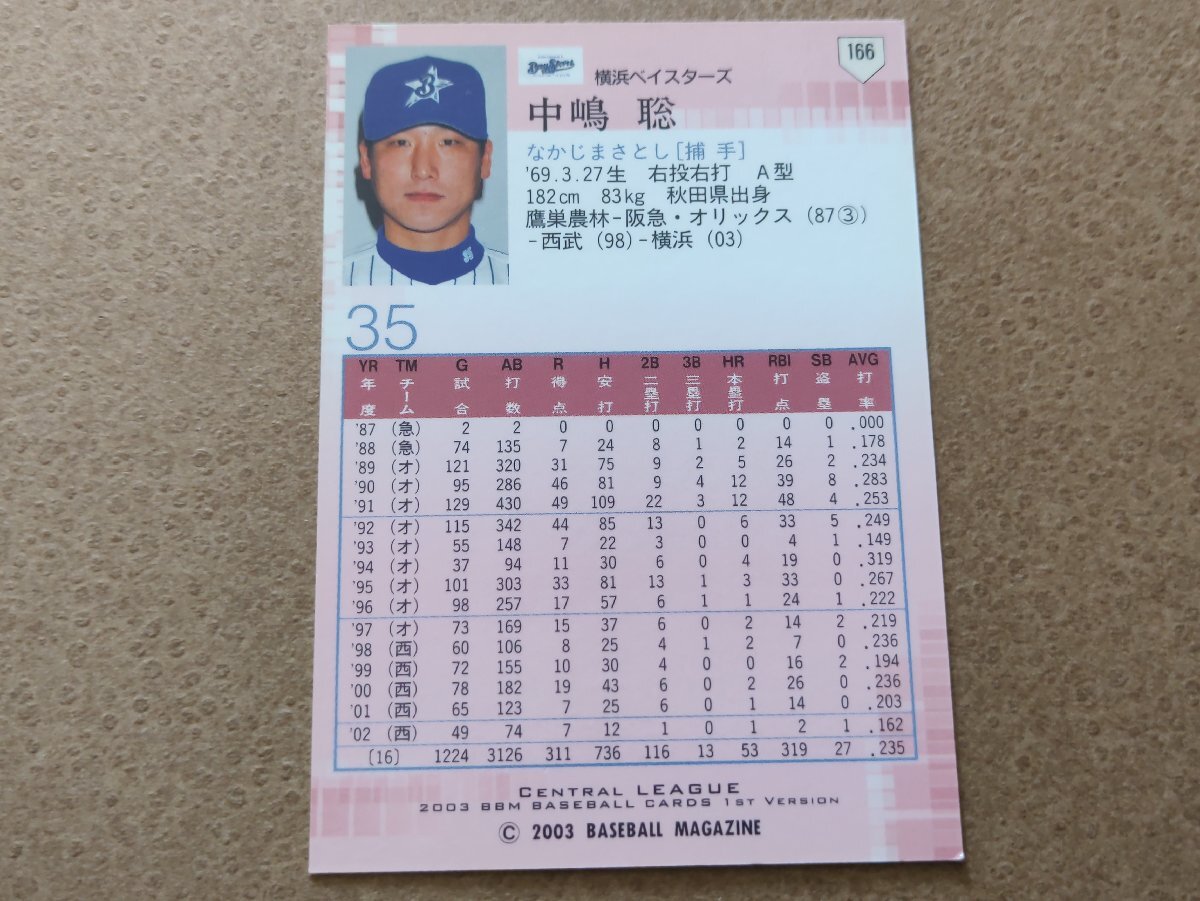 166
BayStars
横浜ベイスターズ
中嶋 聡
なかじまさとし[捕 手]
'69.3.27生 右投右打 A型
182cm 83kg 秋田県出身
鷹巣農林-阪急・オリックス(87③)
-西武(98)-横浜(03)
35
YR TM G AB R H 2B 3B HR RBI SB AVG
年度 チーム 試合 打数 得点 安打 二塁打 三塁打 本塁打 打点 盗塁 打率
'87 (急) 2 2 0 0 0 0 0 0 0 .000
'88 (急) 74 135 7 24 8 1 2 14 1 .178
'89 (オ) 121 320 31 75 9 2 5 26 2 .234
'90 (オ) 95 286 46 81 9 4 12 39 8 .283
'91 (オ) 129 430 49 109 22 3 12 48 4 .253
'92 (オ) 115 342 44 85 13 0 6 33 5 .249
'93 (オ) 55 148 7 22 3 0 0 4 1 .149
'94 (オ) 37 94 11 30 6 0 4 19 0 .319
'95 (オ) 101 303 33 81 13 1 3 33 0 .267
'96 (オ) 98 257 17 57 6 1 1 24 1 .222
'97 (オ) 73 169 15 37 6 0 2 14 2 .219
'98 (西) 60 106 8 25 4 1 2 7 0 .236
'99 (西) 72 155 10 30 4 0 0 16 2 .194
'00 (西) 78 182 19 43 6 0 2 26 0 .236
'01 (西) 65 123 7 25 6 0 1 14 0 .203
'02 (西) 49 74 7 12 1 0 1 2 1 .162
[16] 1224 3126 311 736 116 13 53 319 27 .235
CENTRAL LEAGUE
2003 BBM BASEBALL CARDS 1ST VERSION
© 2003 BASEBALL MAGAZINE